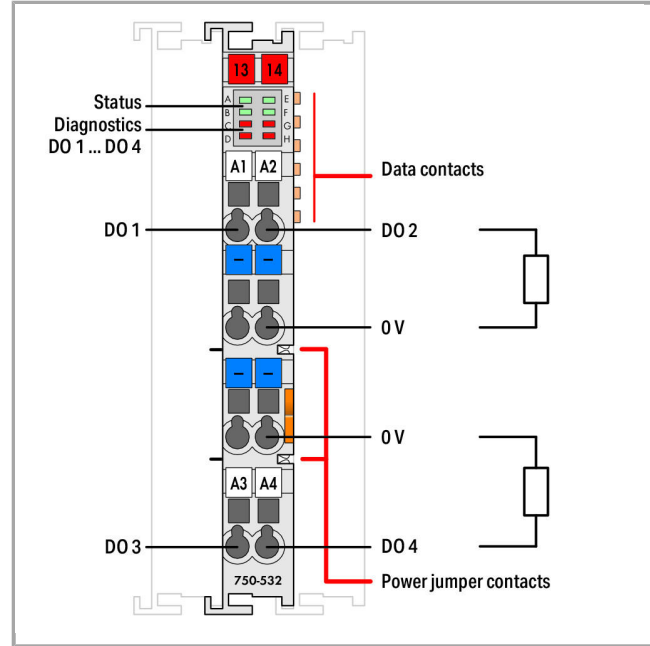 13 14
A E
Status
B F
Diagnostics
C G
DO 1 ... DO 4
D H
A1 A2
Data contacts
DO 1
DO 2
– –
0 V
– –
0 V
A3 A4
DO 3
DO 4
750-532
Power jumper contacts